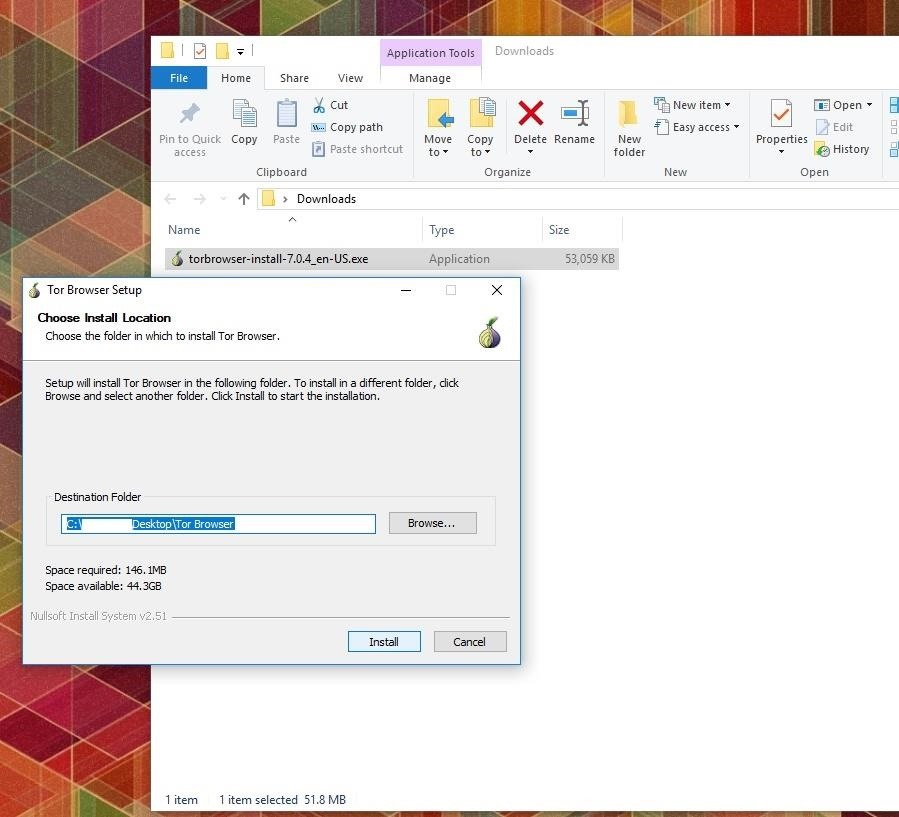 Application Tools
Downloads
File
Home
Share
View
Manage
Pin to Quick access
Copy
Paste
Cut
Copy path
Paste shortcut
Move to
Copy to
Delete
Rename
New folder
New item
Easy access
Properties
Open
Edit
History
Clipboard
Organize
New
Open
Downloads
Name
Type
Size
torbrowser-install-7.0.4_en-US.exe
Application
53,059 KB
Tor Browser Setup
Choose Install Location
Choose the folder in which to install Tor Browser.
Setup will install Tor Browser in the following folder. To install in a different folder, click
Browse and select another folder. Click Install to start the installation.
Destination Folder
C:\ Desktop\Tor Browser
Browse...
Space required: 146.1MB
Space available: 44.3GB
Nullsoft Install System v2.51
Install
Cancel
1 item
1 item selected 51.8 MB